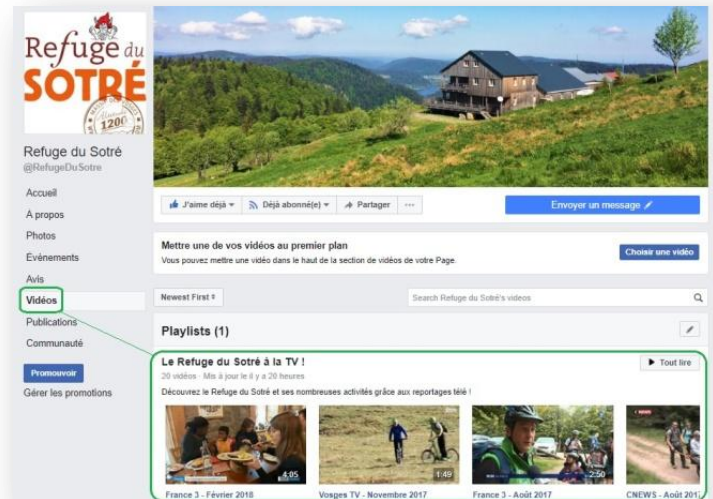 Refuge du
SOTRÉ
1200
Refuge du Sotré
@RefugeDuSotre
Accueil
A propos
Photos
Événements
Avis
Vidéos
Publications
Communauté
Promouvoir
Gérer les promotions
J'aime déjà
Déjà abonné(e)
Partager
Envoyer un message
Mettre une de vos vidéos au premier plan
Vous pouvez mettre une vidéo dans le haut de la section de vidéos de votre Page.
Choisir une vidéo
Newest First
Search Refuge du Sotré's videos
Playlists (1)
Le Refuge du Sotré à la TV !
Tout lire
20 vidéos · Mis à jour le il y a 20 heures
Découvrez le Refuge du Sotré et ses nombreuses activités grâce aux reportages télé !
4:05
1:49
2:50
France 3 - Février 2018
Vosges TV - Novembre 2017
France 3 - Août 2017
CNEWS - Août 2017